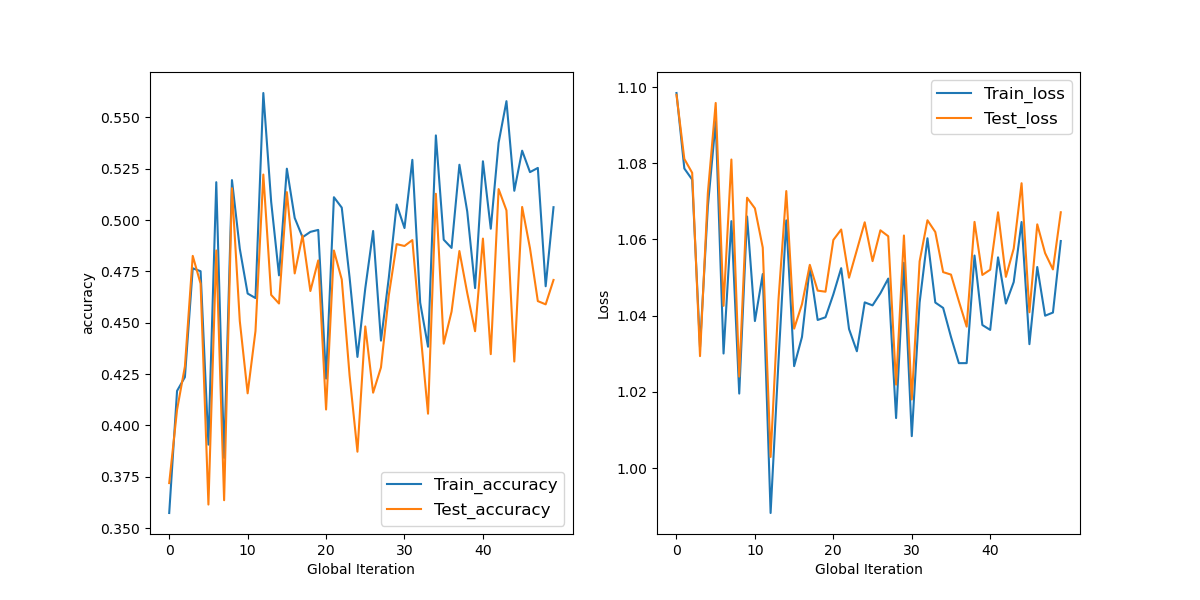 0.550
0.525
0.500
0.475
0.450
0.425
0.400
0.375
0.350
accuracy
0 10 20 30 40
Global Iteration
Train_accuracy
Test_accuracy
1.10
1.08
1.06
1.04
1.02
1.00
Loss
0 10 20 30 40
Global Iteration
Train_loss
Test_loss